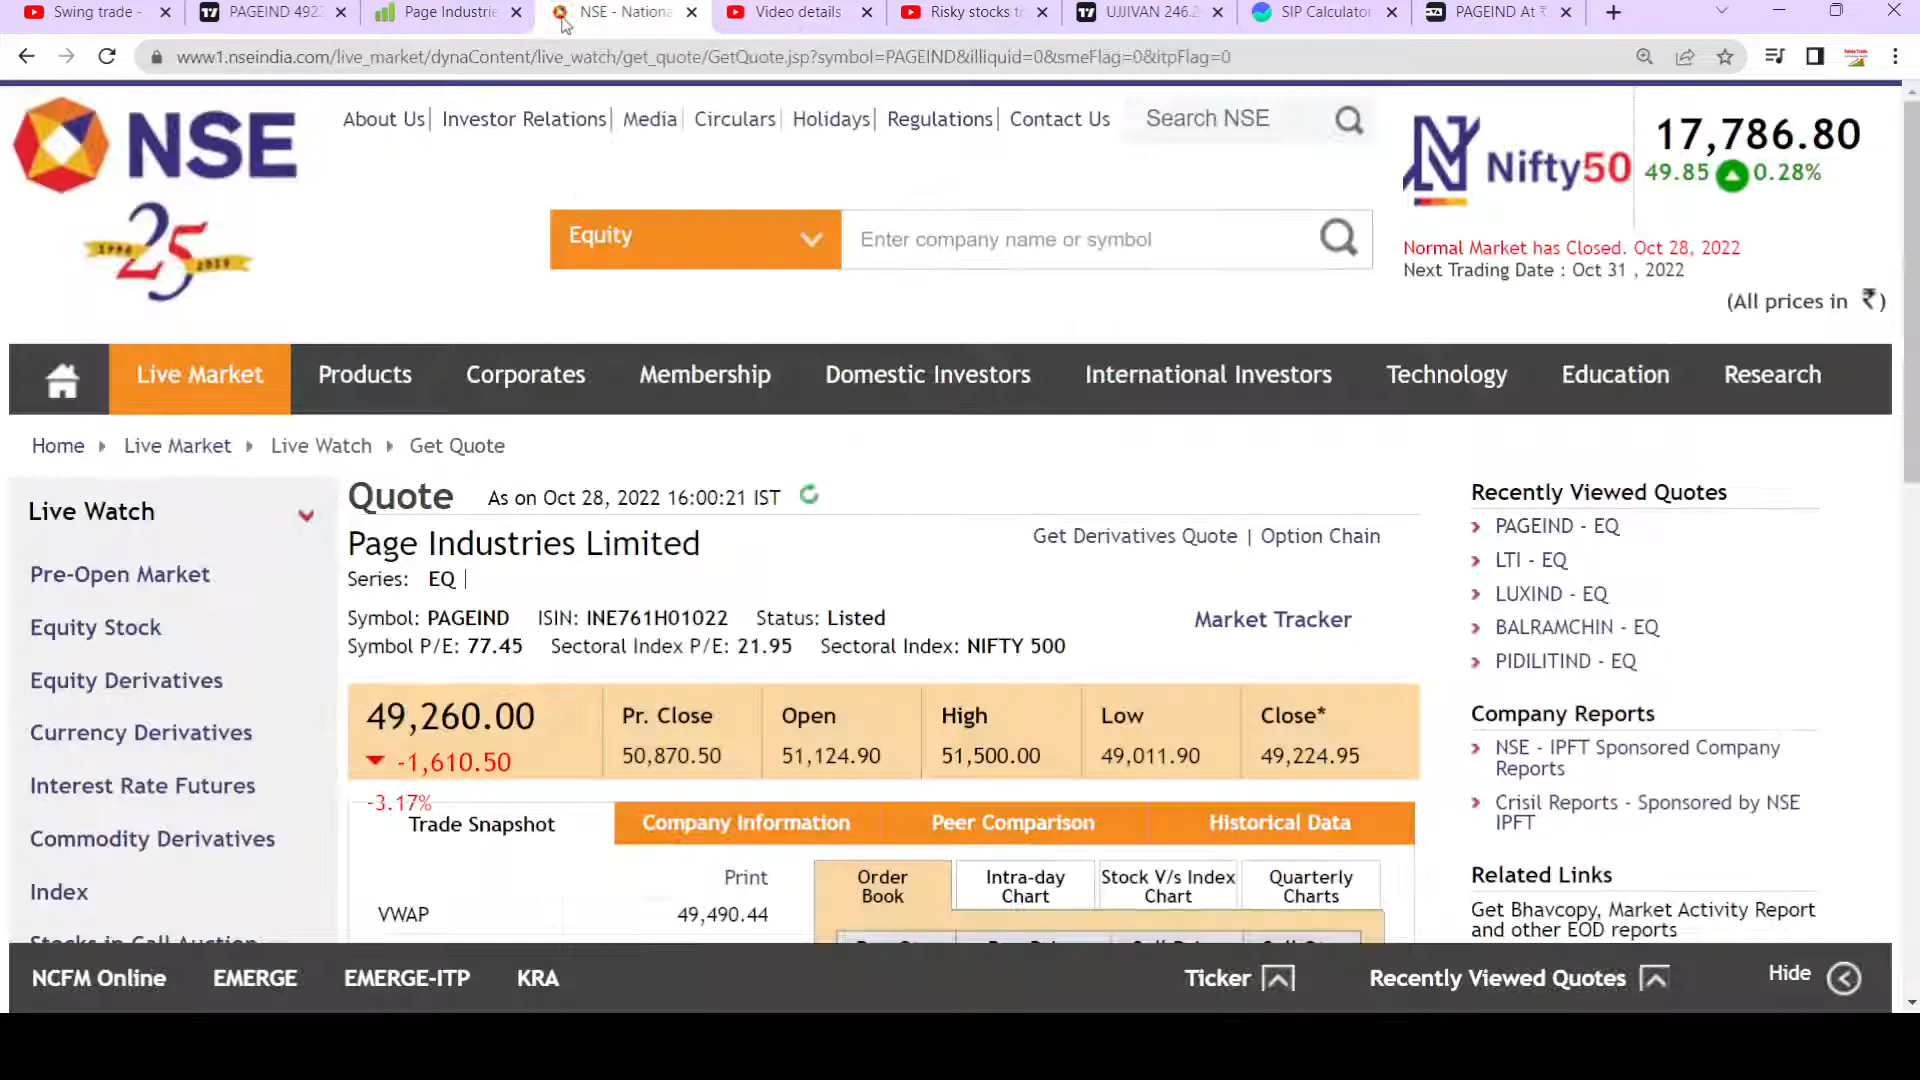 Swing trade -
PAGEIND 492
Page Industrie
NSE - Nationa
Video details
Risky stocks to
UJJIVAN 246.2
SIP Calculator
PAGEIND At ₹
www1.nseindia.com/live_market/dynaContent/live_watch/get_quote/GetQuote.jsp?symbol=PAGEIND&illiquid=0&smeFlag=0&itpFlag=0
NSE
25
About Us| Investor Relations| Media| Circulars| Holidays| Regulations| Contact Us
Search NSE
Nifty50
17,786.80
49.85 0.28%
Equity
Enter company name or symbol
Normal Market has Closed. Oct 28, 2022
Next Trading Date : Oct 31 , 2022
(All prices in ₹)
Live Market
Products
Corporates
Membership
Domestic Investors
International Investors
Technology
Education
Research
Home
Live Market
Live Watch
Get Quote
Live Watch
Pre-Open Market
Equity Stock
Equity Derivatives
Currency Derivatives
Interest Rate Futures
Commodity Derivatives
Index
Stocks in Call Auction
Quote As on Oct 28, 2022 16:00:21 IST
Page Industries Limited
Get Derivatives Quote | Option Chain
Series: EQ |
Symbol: PAGEIND ISIN: INE761H01022 Status: Listed
Market Tracker
Symbol P/E: 77.45 Sectoral Index P/E: 21.95 Sectoral Index: NIFTY 500
49,260.00
-1,610.50
-3.17%
Pr. Close
50,870.50
Open
51,124.90
High
51,500.00
Low
49,011.90
Close*
49,224.95
Trade Snapshot
Company Information
Peer Comparison
Historical Data
Print
VWAP 49,490.44
Order
Book
Intra-day
Chart
Stock V/s Index
Chart
Quarterly
Charts
Recently Viewed Quotes
PAGEIND - EQ
LTI - EQ
LUXIND - EQ
BALRAMCHIN - EQ
PIDILITIND - EQ
Company Reports
NSE - IPFT Sponsored Company
Reports
Crisil Reports - Sponsored by NSE
IPFT
Related Links
Get Bhavcopy, Market Activity Report
and other EOD reports
NCFM Online
EMERGE
EMERGE-ITP
KRA
Ticker
Recently Viewed Quotes
Hide